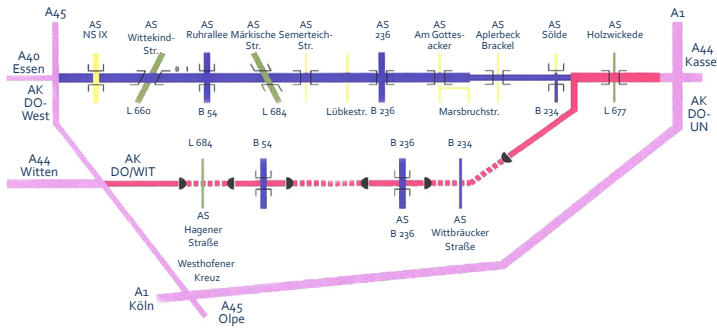 A45
A1
AS
NS IX
AS
Wittekind-
Str.
AS
Ruhrallee
AS
Märkische
Str.
AS
Semerteich-
Str.
AS
236
AS
Am Gottes-
acker
AS
Aplerbeck
Brackel
AS
Sölde
AS
Holzwickede
A40
Essen
A44
Kasse
AK
DO-
West
AK
DO-
UN
B 1
L 660
B 54
L 684
Lübkestr.
B 236
Marsbruchstr.
B 234
L 677
A44
Witten
AK
DO/WIT
L 684
B 54
B 236
B 234
AS
Hagener
Straße
AS
B 236
AS
Wittbräucker
Straße
Westhofener
Kreuz
A1
Köln
A45
Olpe